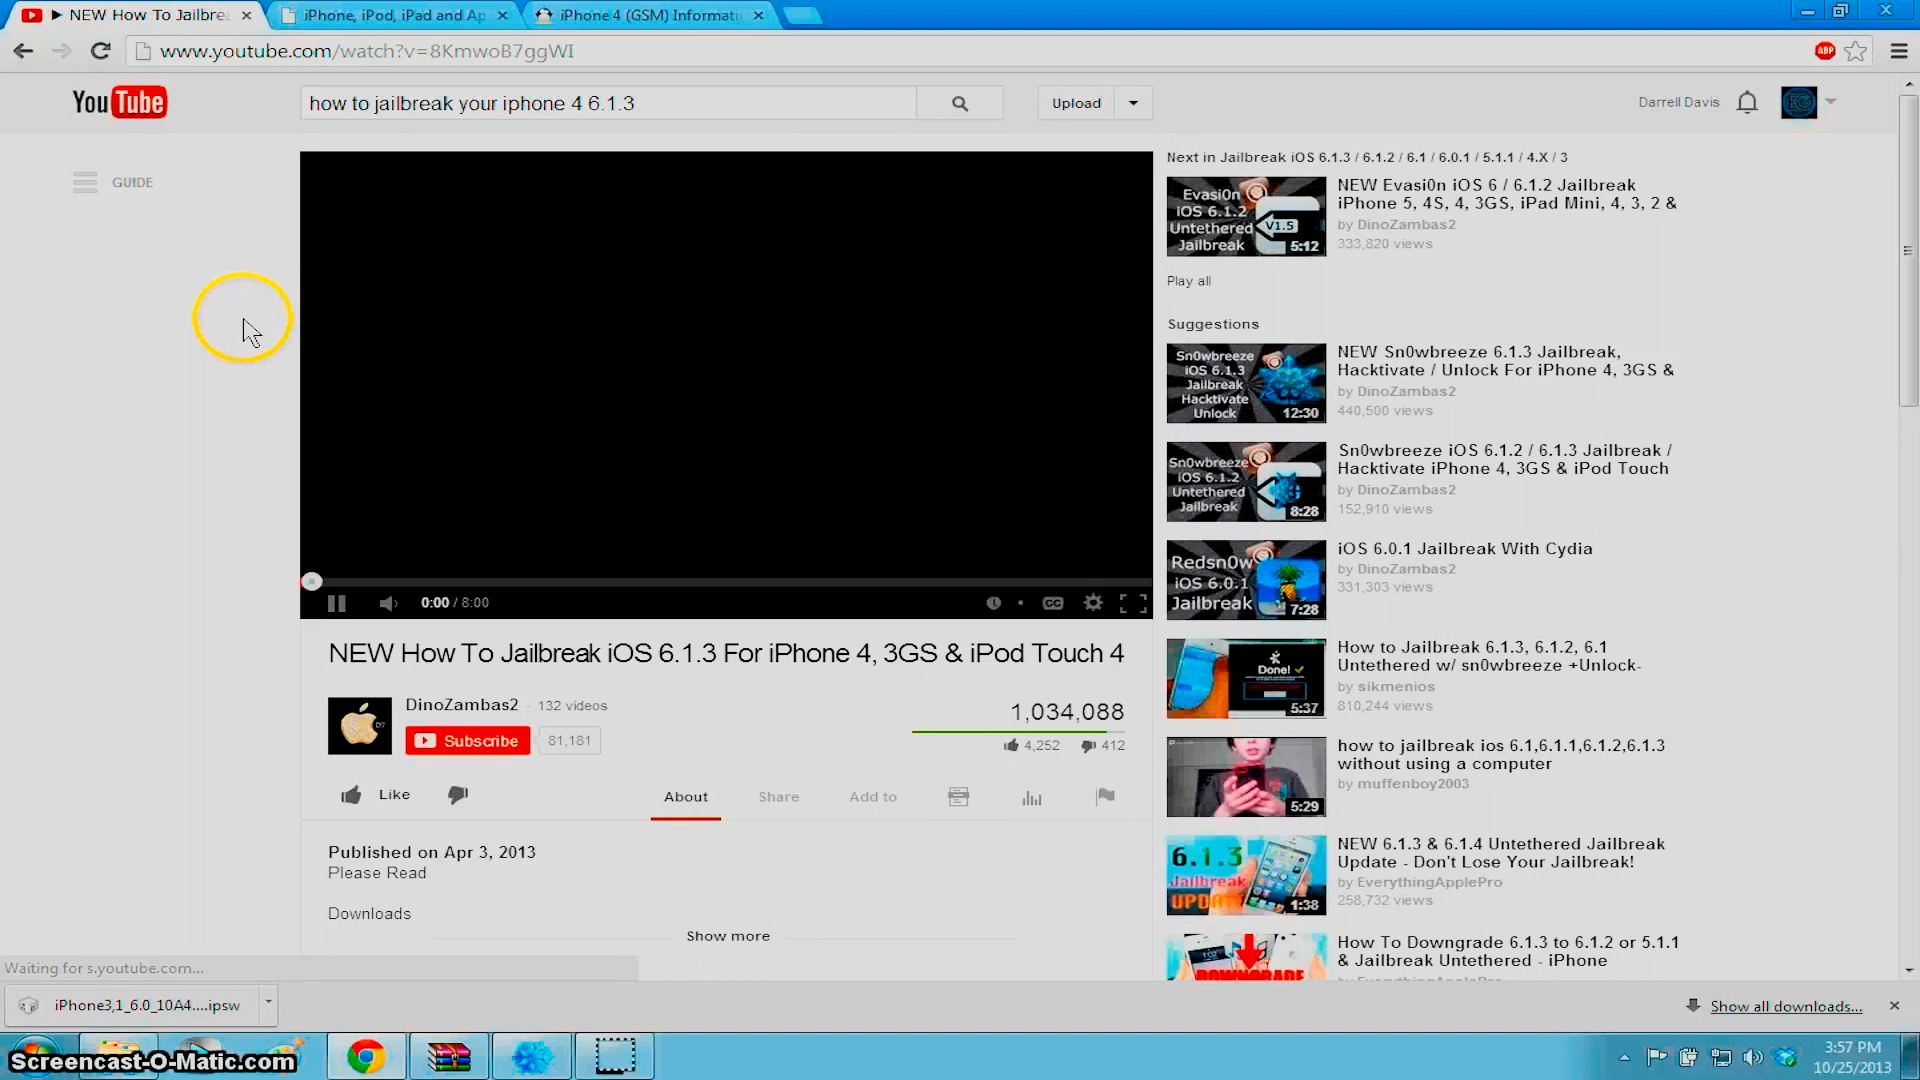 NEW How To Jailbre
iPhone, iPod, iPad and Ap
iPhone 4 (GSM) Informati
www.youtube.com/watch?v=8KmwoB7ggWI
ABP
YouTube
how to jailbreak your iphone 4 6.1.3
Upload
Darrell Davis
GUIDE
0:00 / 8:00
CC
NEW How To Jailbreak iOS 6.1.3 For iPhone 4, 3GS & iPod Touch 4
DinoZambas2 · 132 videos
Subscribe
81,181
1,034,088
4,252
412
Like
About
Share
Add to
Published on Apr 3, 2013
Please Read
Downloads
Show more
Next in Jailbreak iOS 6.1.3 / 6.1.2 / 6.1 / 6.0.1 / 5.1.1 / 4.X / 3
Evasi0n
iOS 6.1.2
Untethered
Jailbreak
V1.5
5:12
NEW Evasi0n iOS 6 / 6.1.2 Jailbreak
iPhone 5, 4S, 4, 3GS, iPad Mini, 4, 3, 2 &
by DinoZambas2
333,820 views
Play all
Suggestions
Sn0wbreeze
iOS 6.1.3
Jailbreak
Hacktivate
Unlock
12:30
NEW Sn0wbreeze 6.1.3 Jailbreak,
Hacktivate / Unlock For iPhone 4, 3GS &
by DinoZambas2
440,500 views
Sn0wbreeze
iOS 6.1.2
Untethered
Jailbreak
8:28
Sn0wbreeze iOS 6.1.2 / 6.1.3 Jailbreak /
Hacktivate iPhone 4, 3GS & iPod Touch
by DinoZambas2
152,910 views
Redsn0w
iOS 6.0.1
Jailbreak
7:28
iOS 6.0.1 Jailbreak With Cydia
by DinoZambas2
331,303 views
Done!
5:37
How to Jailbreak 6.1.3, 6.1.2, 6.1
Untethered w/ sn0wbreeze +Unlock-
by sikmenios
810,244 views
5:29
how to jailbreak ios 6.1,6.1.1,6.1.2,6.1.3
without using a computer
by muffenboy2003
6.1.3
Jailbreak
UPDATE
1:38
NEW 6.1.3 & 6.1.4 Untethered Jailbreak
Update - Don't Lose Your Jailbreak!
by EverythingApplePro
258,732 views
DOWNGRADE
How To Downgrade 6.1.3 to 6.1.2 or 5.1.1
& Jailbreak Untethered - iPhone
by EverythingApplePro
Waiting for s.youtube.com...
iPhone3,1_6.0_10A4....ipsw
Show all downloads...
Screencast-O-Matic.com
3:57 PM
10/25/2013